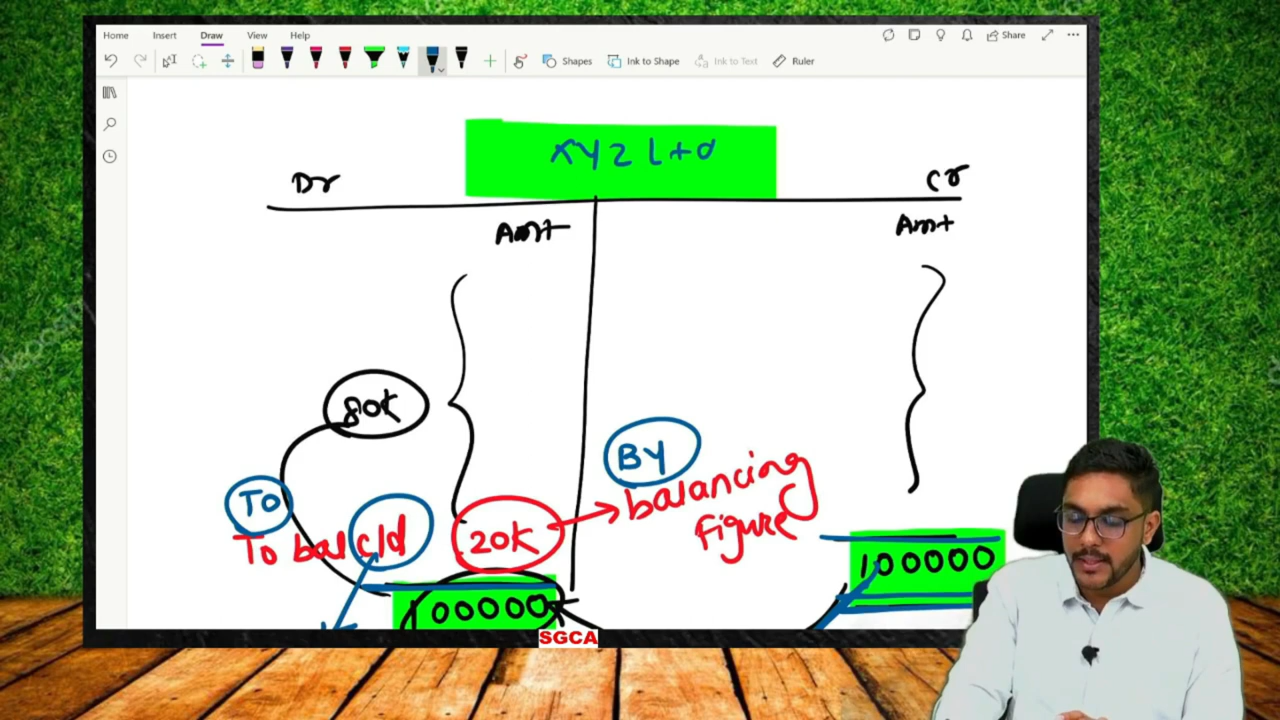 Home Insert Draw View Help
Share
Shapes Ink to Shape Ink to Text Ruler
XYZ Ltd
Dr
Cr
Amt
Amt
80K
By
To
balancing
figure
To bal c/d
20K
100000
100000
SGCA